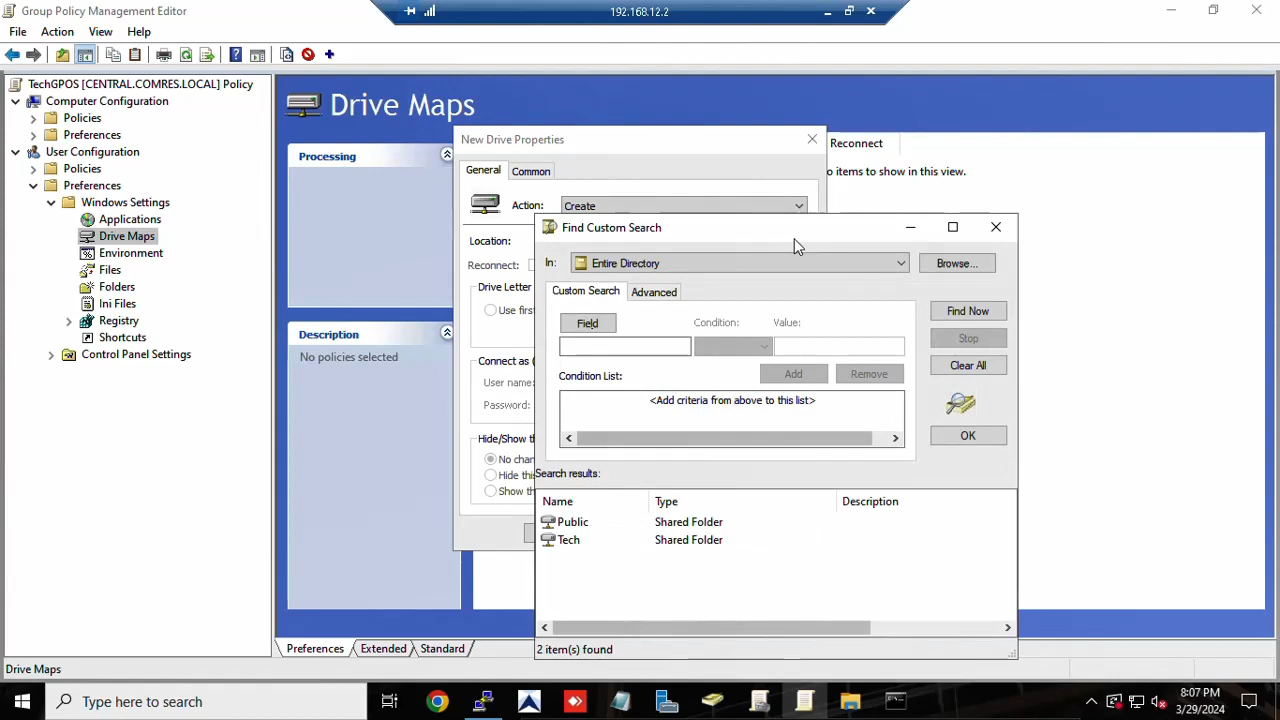 Group Policy Management Editor
192.168.12.2
File Action View Help
TechGPOS [CENTRAL.COMRES.LOCAL] Policy
Computer Configuration
Policies
Preferences
User Configuration
Policies
Preferences
Windows Settings
Applications
Drive Maps
Environment
Files
Folders
Ini Files
Registry
Shortcuts
Control Panel Settings
Drive Maps
Processing
Description
No policies selected
Reconnect
o items to show in this view.
New Drive Properties
General Common
Action: Create
Location:
Reconnect:
Drive Letter
Use firs
Connect as (
User name:
Password:
Hide/Show th
No chan
Hide this
Show th
Find Custom Search
In: Entire Directory Browse...
Custom Search Advanced
Field Condition: Value:
Find Now
Stop
Clear All
Add Remove
Condition List:
<Add criteria from above to this list>
OK
Search results:
Name Type Description
Public Shared Folder
Tech Shared Folder
2 item(s) found
Preferences Extended Standard
Drive Maps
Type here to search
8:07 PM
3/29/2024